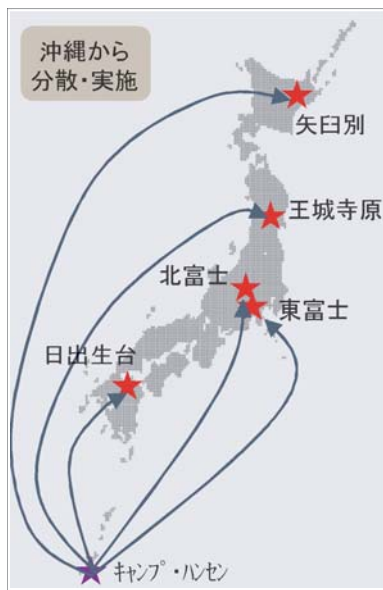 沖縄から
分散・実施
矢臼別
王城寺原
北富士
東富士
日出生台
キャンプ・ハンセン